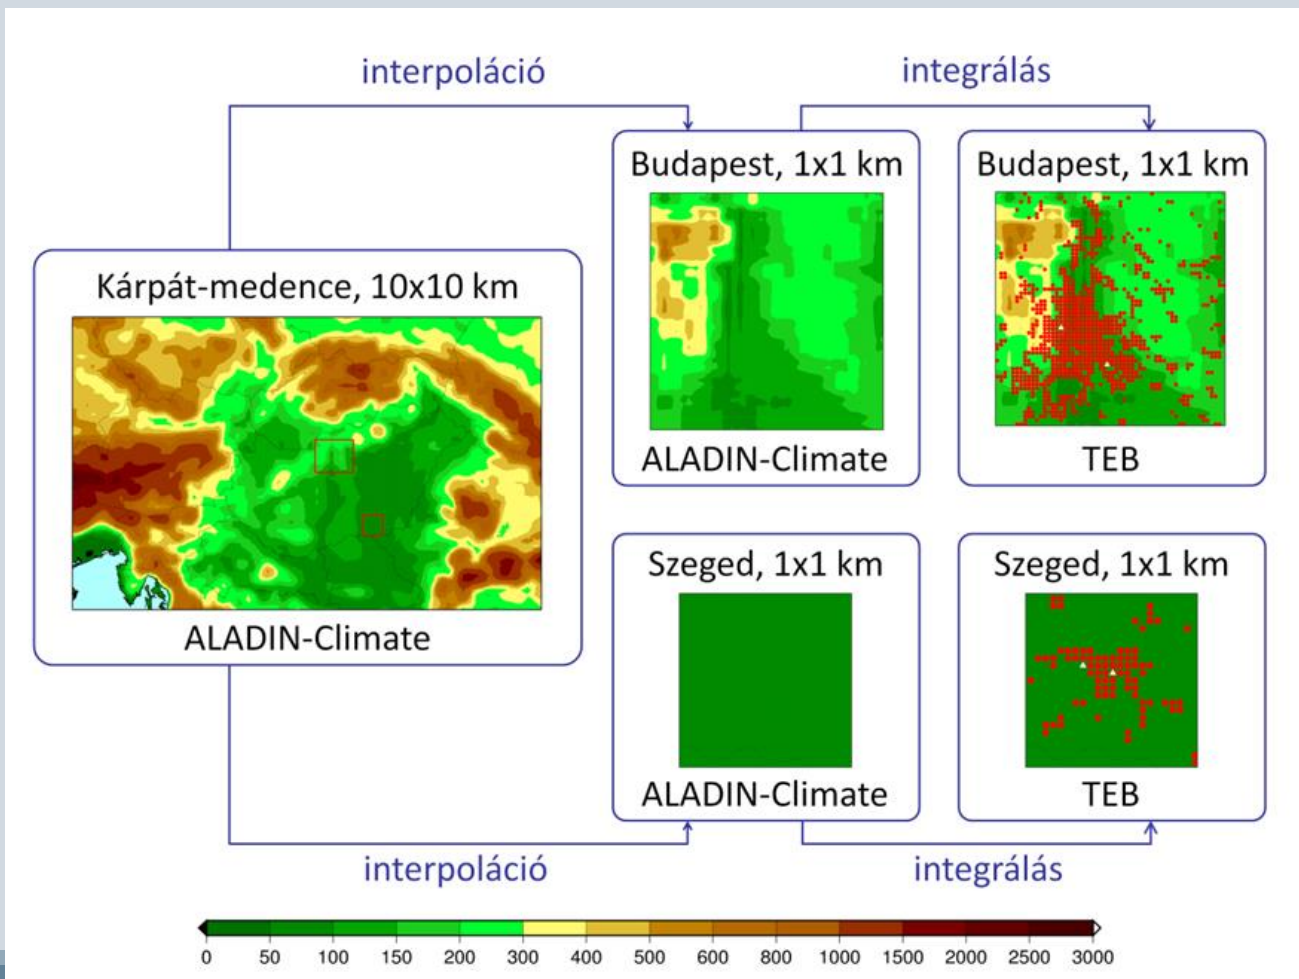 interpoláció
integrálás
Budapest, 1x1 km
ALADIN-Climate
Budapest, 1x1 km
TEB
Kárpát-medence, 10x10 km
ALADIN-Climate
Szeged, 1x1 km
ALADIN-Climate
Szeged, 1x1 km
TEB
interpoláció
integrálás
0 50 100 150 200 300 400 500 600 800 1000 1500 2000 2500 3000